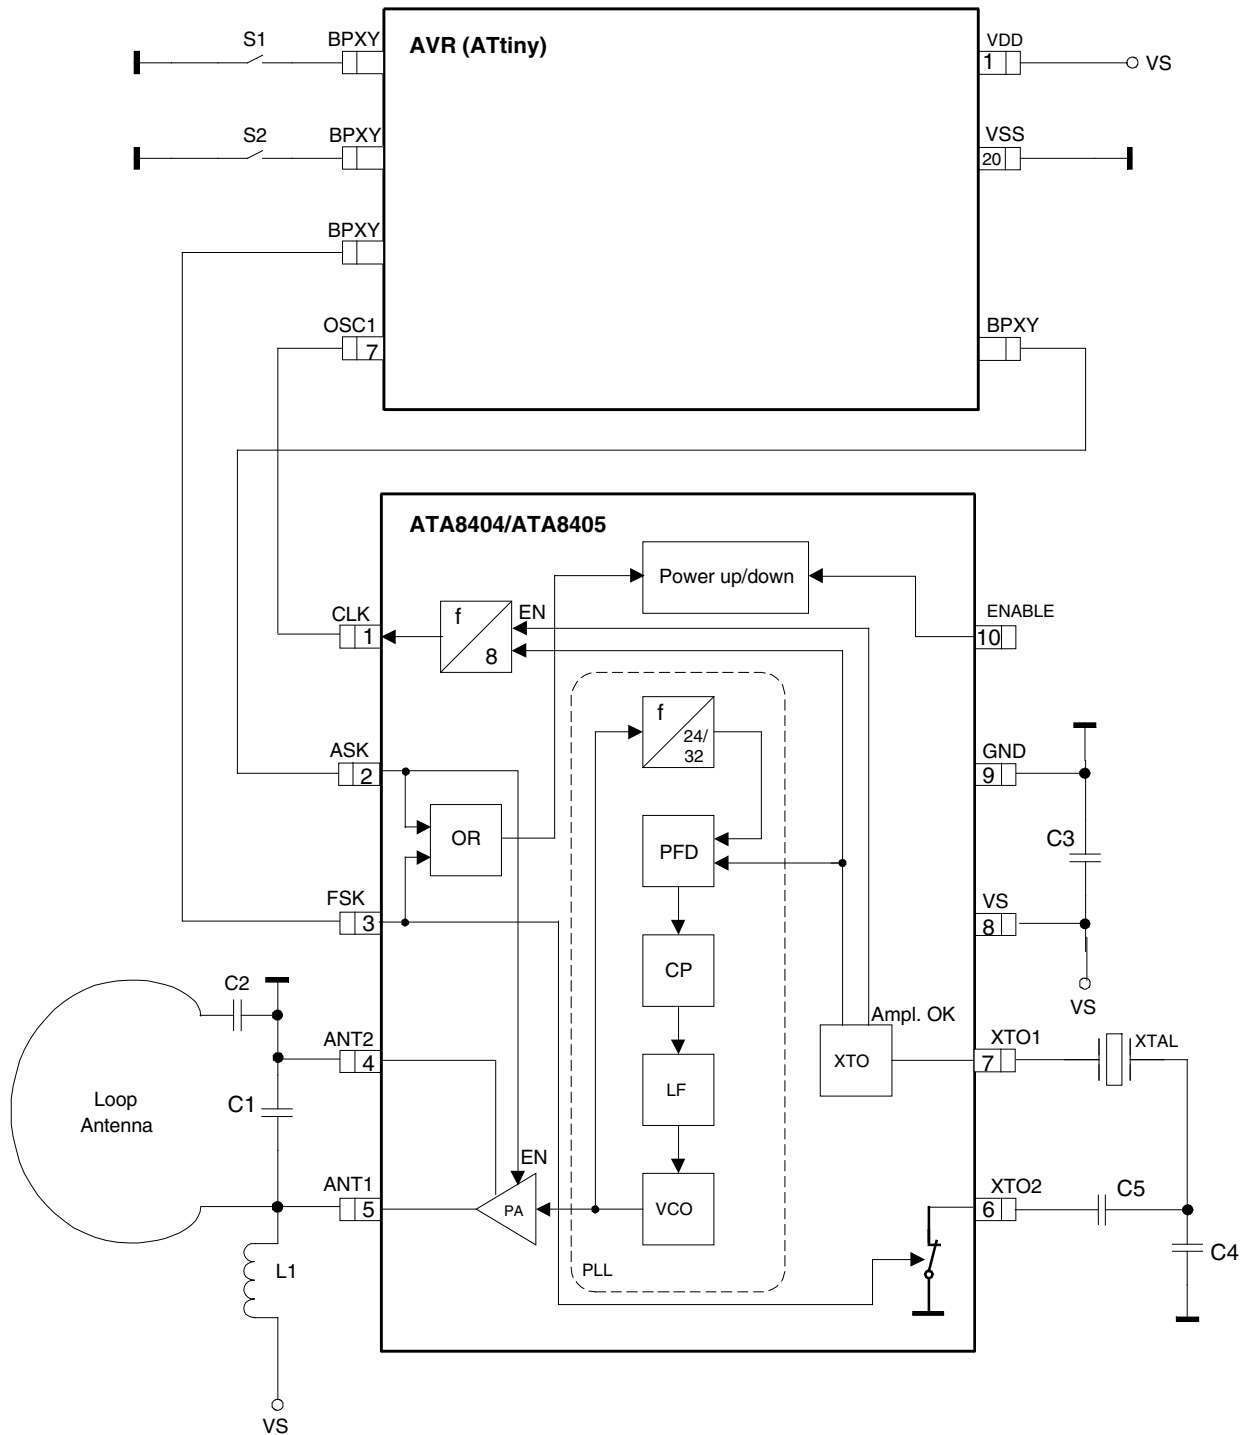 S1
BPXY
AVR (ATtiny)
VDD
1
VS
S2
BPXY
VSS
20
BPXY
OSC1
7
BPXY
ATA8404/ATA8405
Power up/down
CLK
1
f
8
EN
ENABLE
10
f
24/
32
ASK
2
GND
9
OR
PFD
C3
FSK
3
VS
8
CP
C2
VS
Ampl. OK
ANT2
4
XTO
XTO1
7
XTAL
Loop
Antenna
C1
LF
EN
ANT1
5
PA
VCO
XTO2
6
C5
L1
PLL
C4
VS